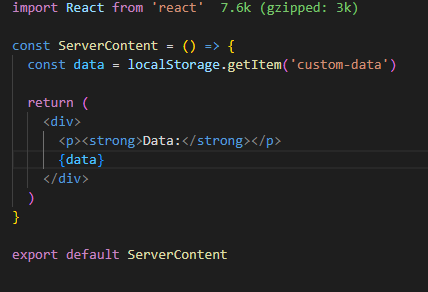 import React from 'react'  7.6k (gzipped: 3k)

const ServerContent = () => {
  const data = localStorage.getItem('custom-data')

  return (
    <div>
      <p><strong>Data:</strong></p>
      {data}
    </div>
  )
}

export default ServerContent